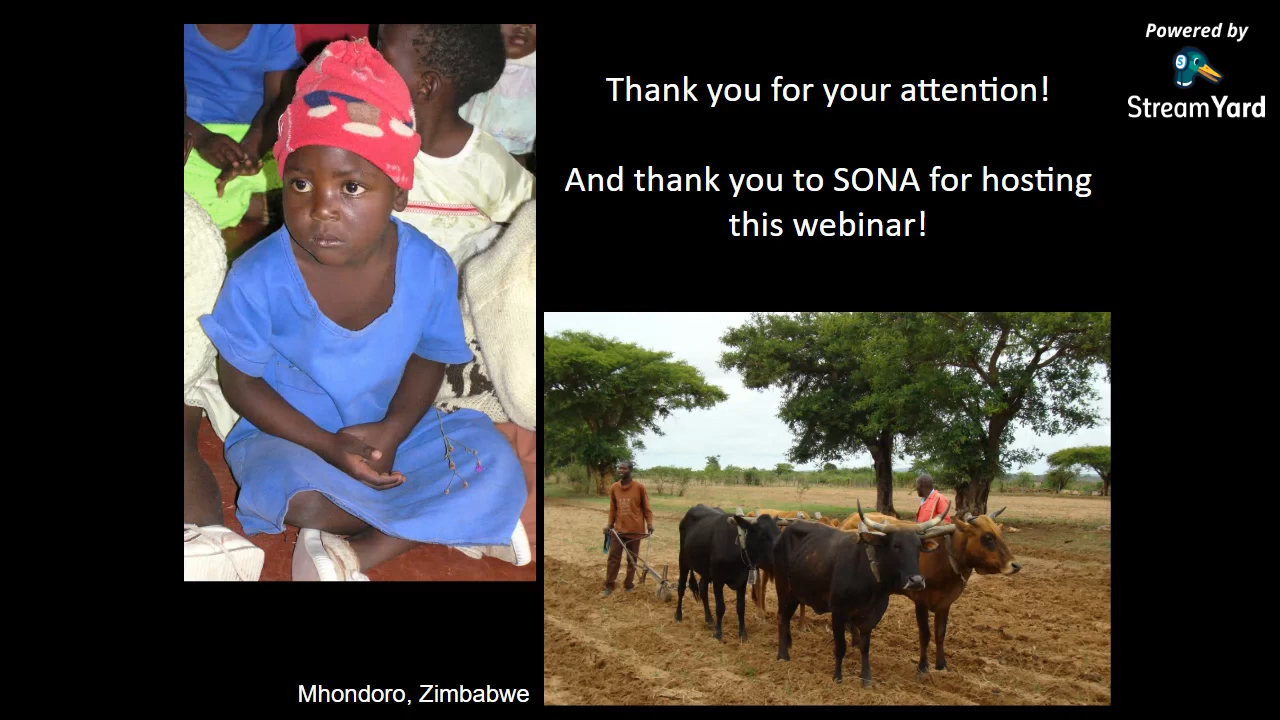 Powered by
StreamYard
Thank you for your attention!
And thank you to SONA for hosting
this webinar!
Mhondoro, Zimbabwe